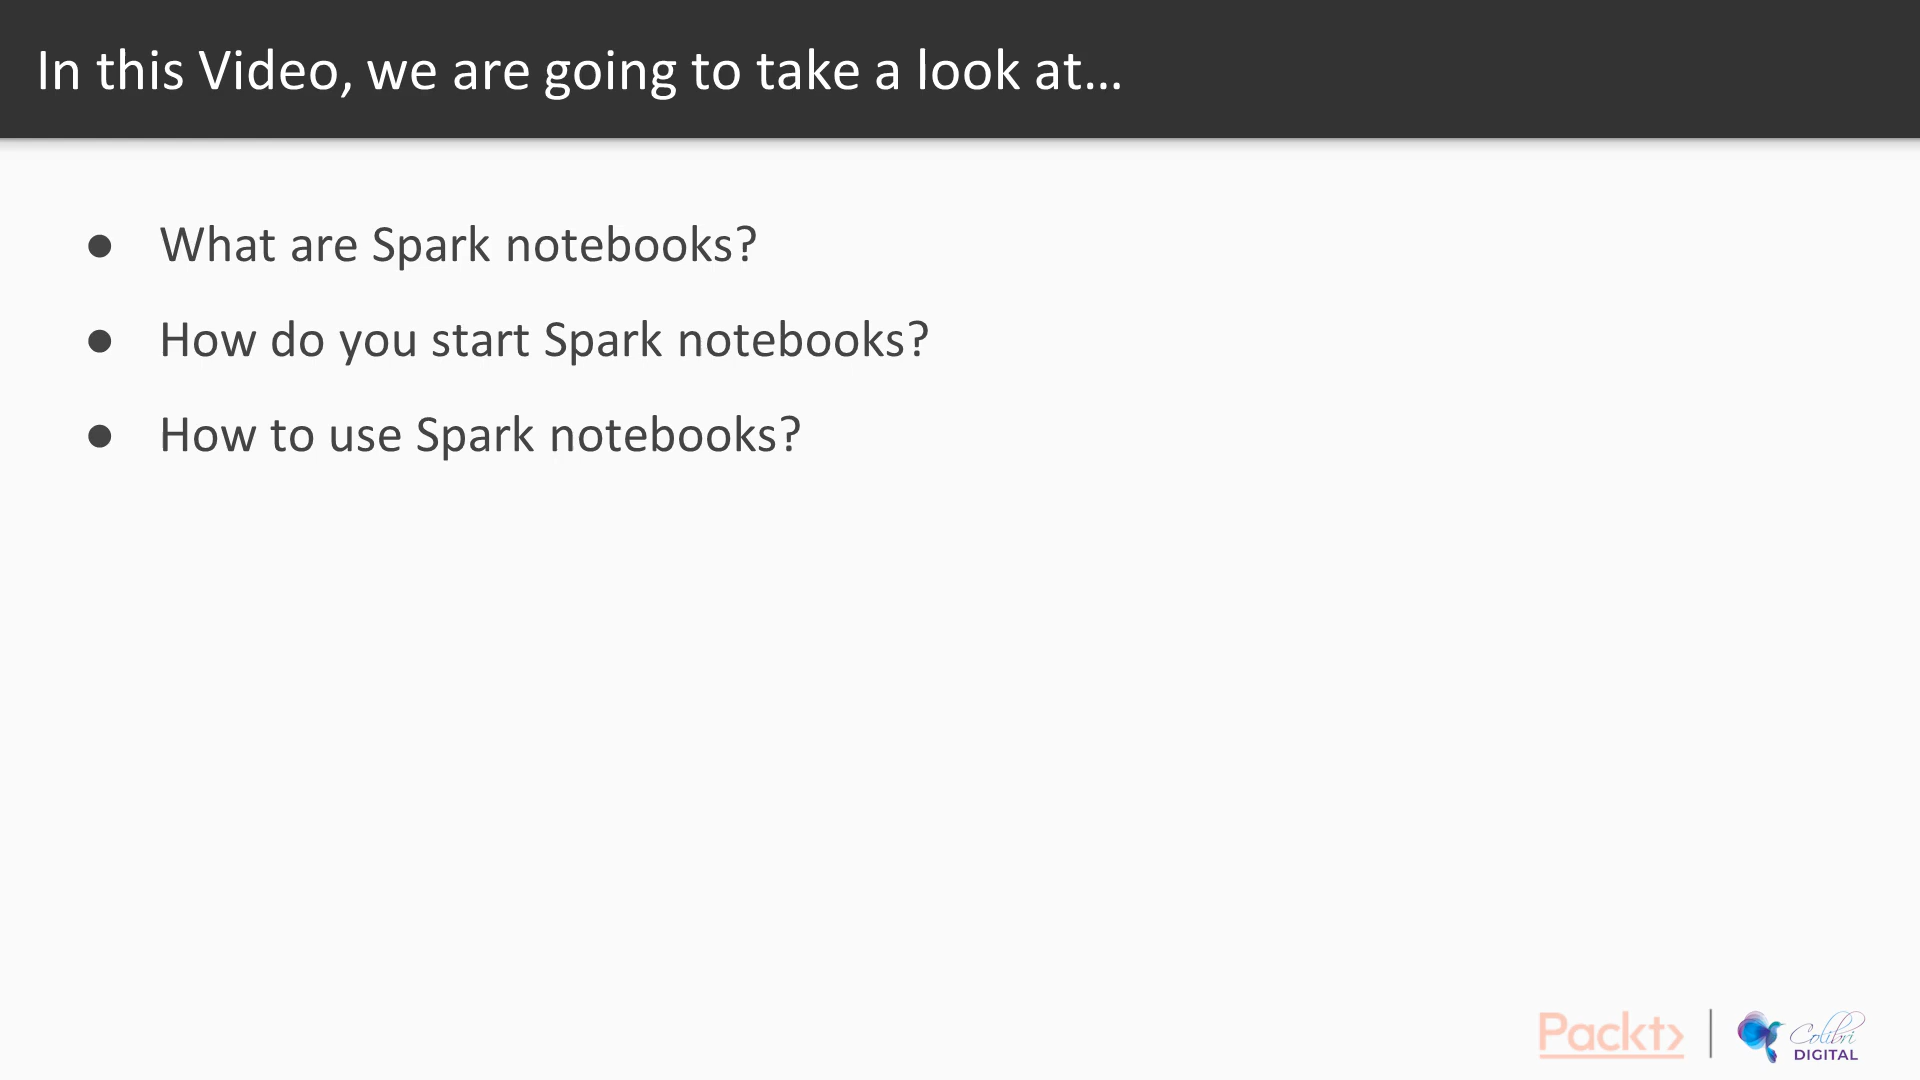 In this Video, we are going to take a look at...
● What are Spark notebooks?
● How do you start Spark notebooks?
● How to use Spark notebooks?
Packt>
Colibri
DIGITAL